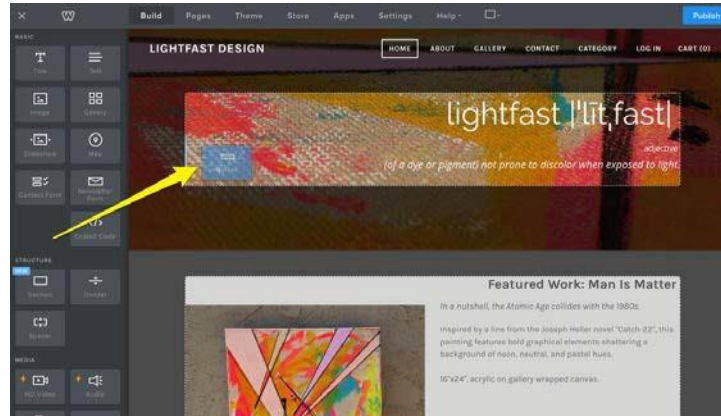 Build Pages Theme Store Apps Settings Help
Publish
BASIC
Title Text
Image Gallery
Slideshow Map
Contact Form Newsletter Form
Embed Code
STRUCTURE
NEW
Section Divider
Spacer
MEDIA
HD Video Audio
LIGHTFAST DESIGN
HOME ABOUT GALLERY CONTACT CATEGORY LOG IN CART (0)
lightfast |'līt,fast|
adjective
(of a dye or pigment) not prone to discolor when exposed to light.
Featured Work: Man Is Matter
In a nutshell, the Atomic Age collides with the 1980s.
Inspired by a line from the Joseph Heller novel "Catch-22", this
painting features bold graphical elements shattering a
background of neon, neutral, and pastel hues.
16"x24", acrylic on gallery wrapped canvas.